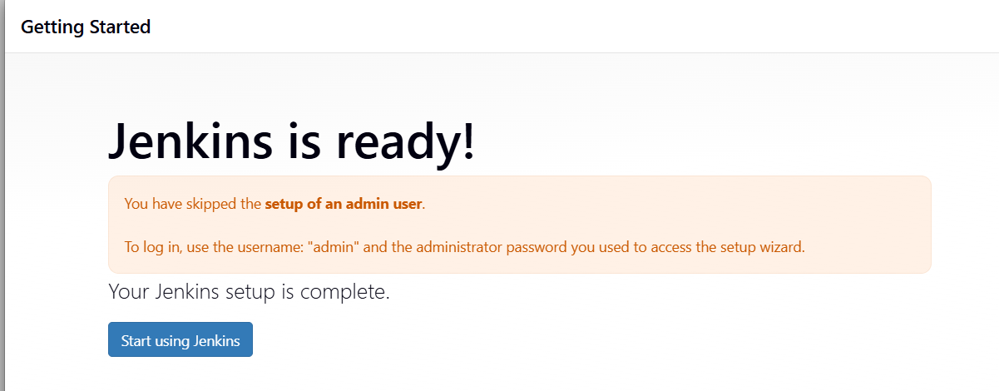 Getting Started
Jenkins is ready!
You have skipped the setup of an admin user.
To log in, use the username: "admin" and the administrator password you used to access the setup wizard.
Your Jenkins setup is complete.
Start using Jenkins